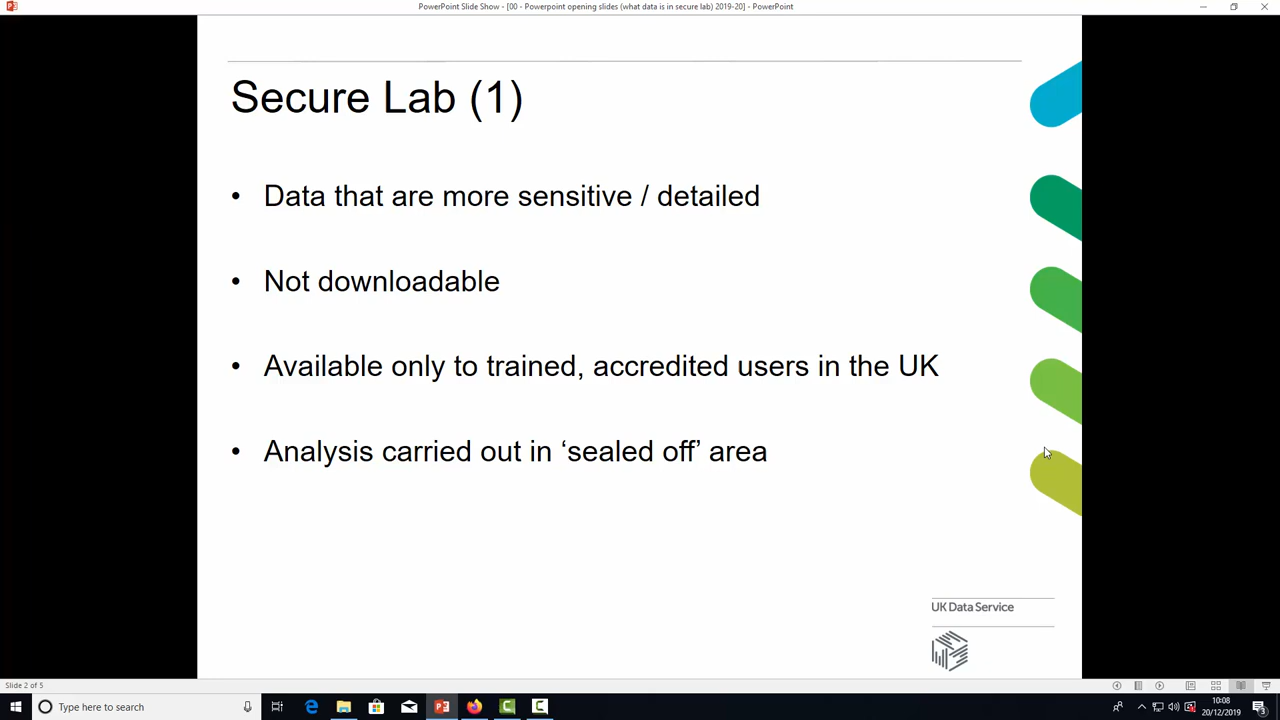 PowerPoint Slide Show - [00 - Powerpoint opening slides (what data is in secure lab) 2019-20] - PowerPoint
Secure Lab (1)
• Data that are more sensitive / detailed
• Not downloadable
• Available only to trained, accredited users in the UK
• Analysis carried out in ‘sealed off’ area
UK Data Service
Slide 2 of 5
Type here to search
10:08
20/12/2019
3